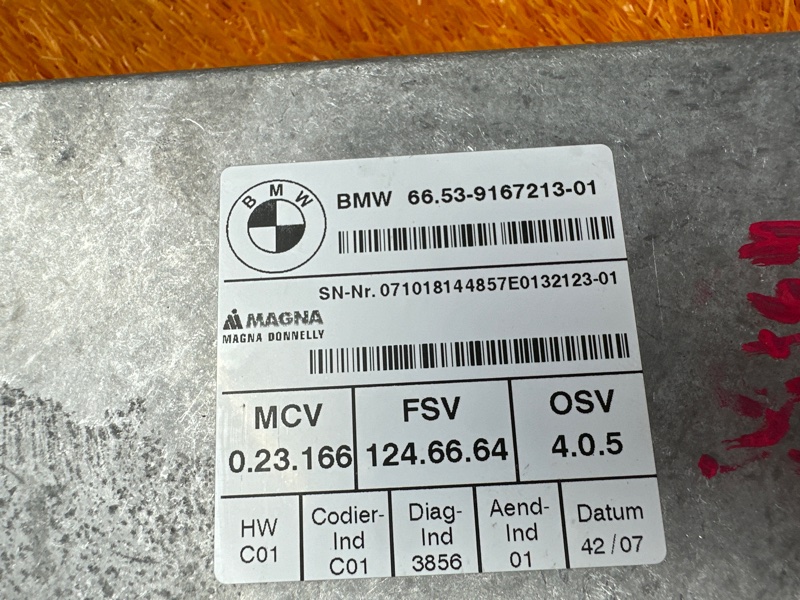 BMW
BMW 66.53-9167213-01
SN-Nr. 071018144857E0132123-01
MAGNA
MAGNA DONNELLY
MCV FSV OSV
0.23.166 124.66.64 4.0.5
HW Codier-Ind Diag-Ind Aend-Ind Datum
C01 C01 3856 01 42/07